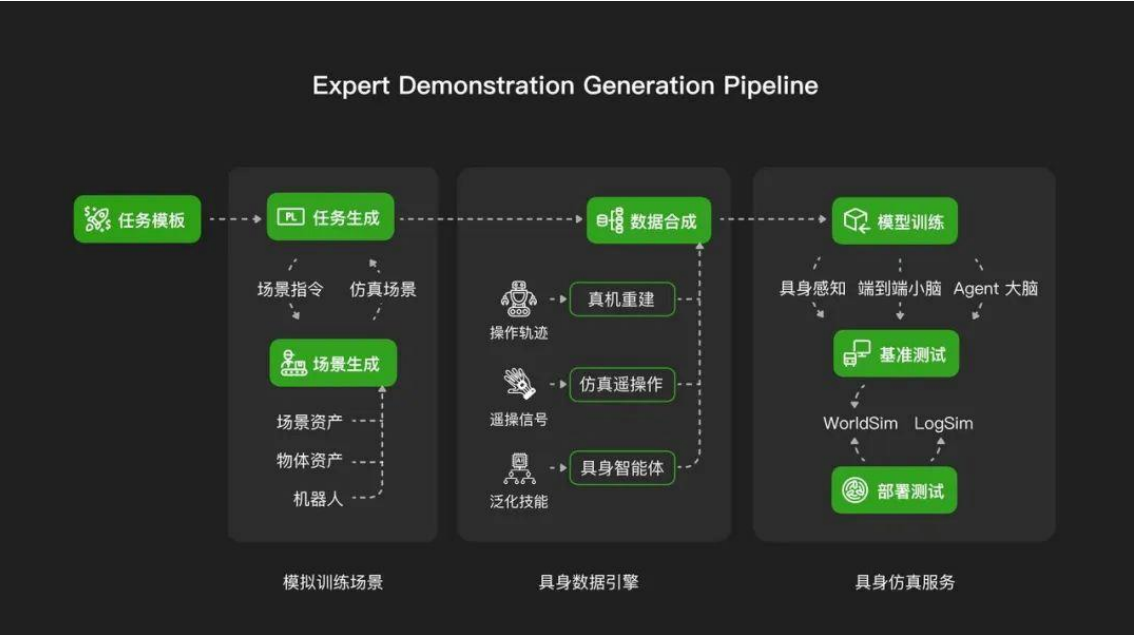 Expert Demonstration Generation Pipeline
任务模板
PL 任务生成
场景指令 仿真场景
场景生成
场景资产
物体资产
机器人
模拟训练场景
数据合成
操作轨迹
真机重建
遥操信号
仿真遥操作
AI
泛化技能
具身智能体
具身数据引擎
模型训练
具身感知 端到端小脑 Agent 大脑
基准测试
WorldSim LogSim
部署测试
具身仿真服务